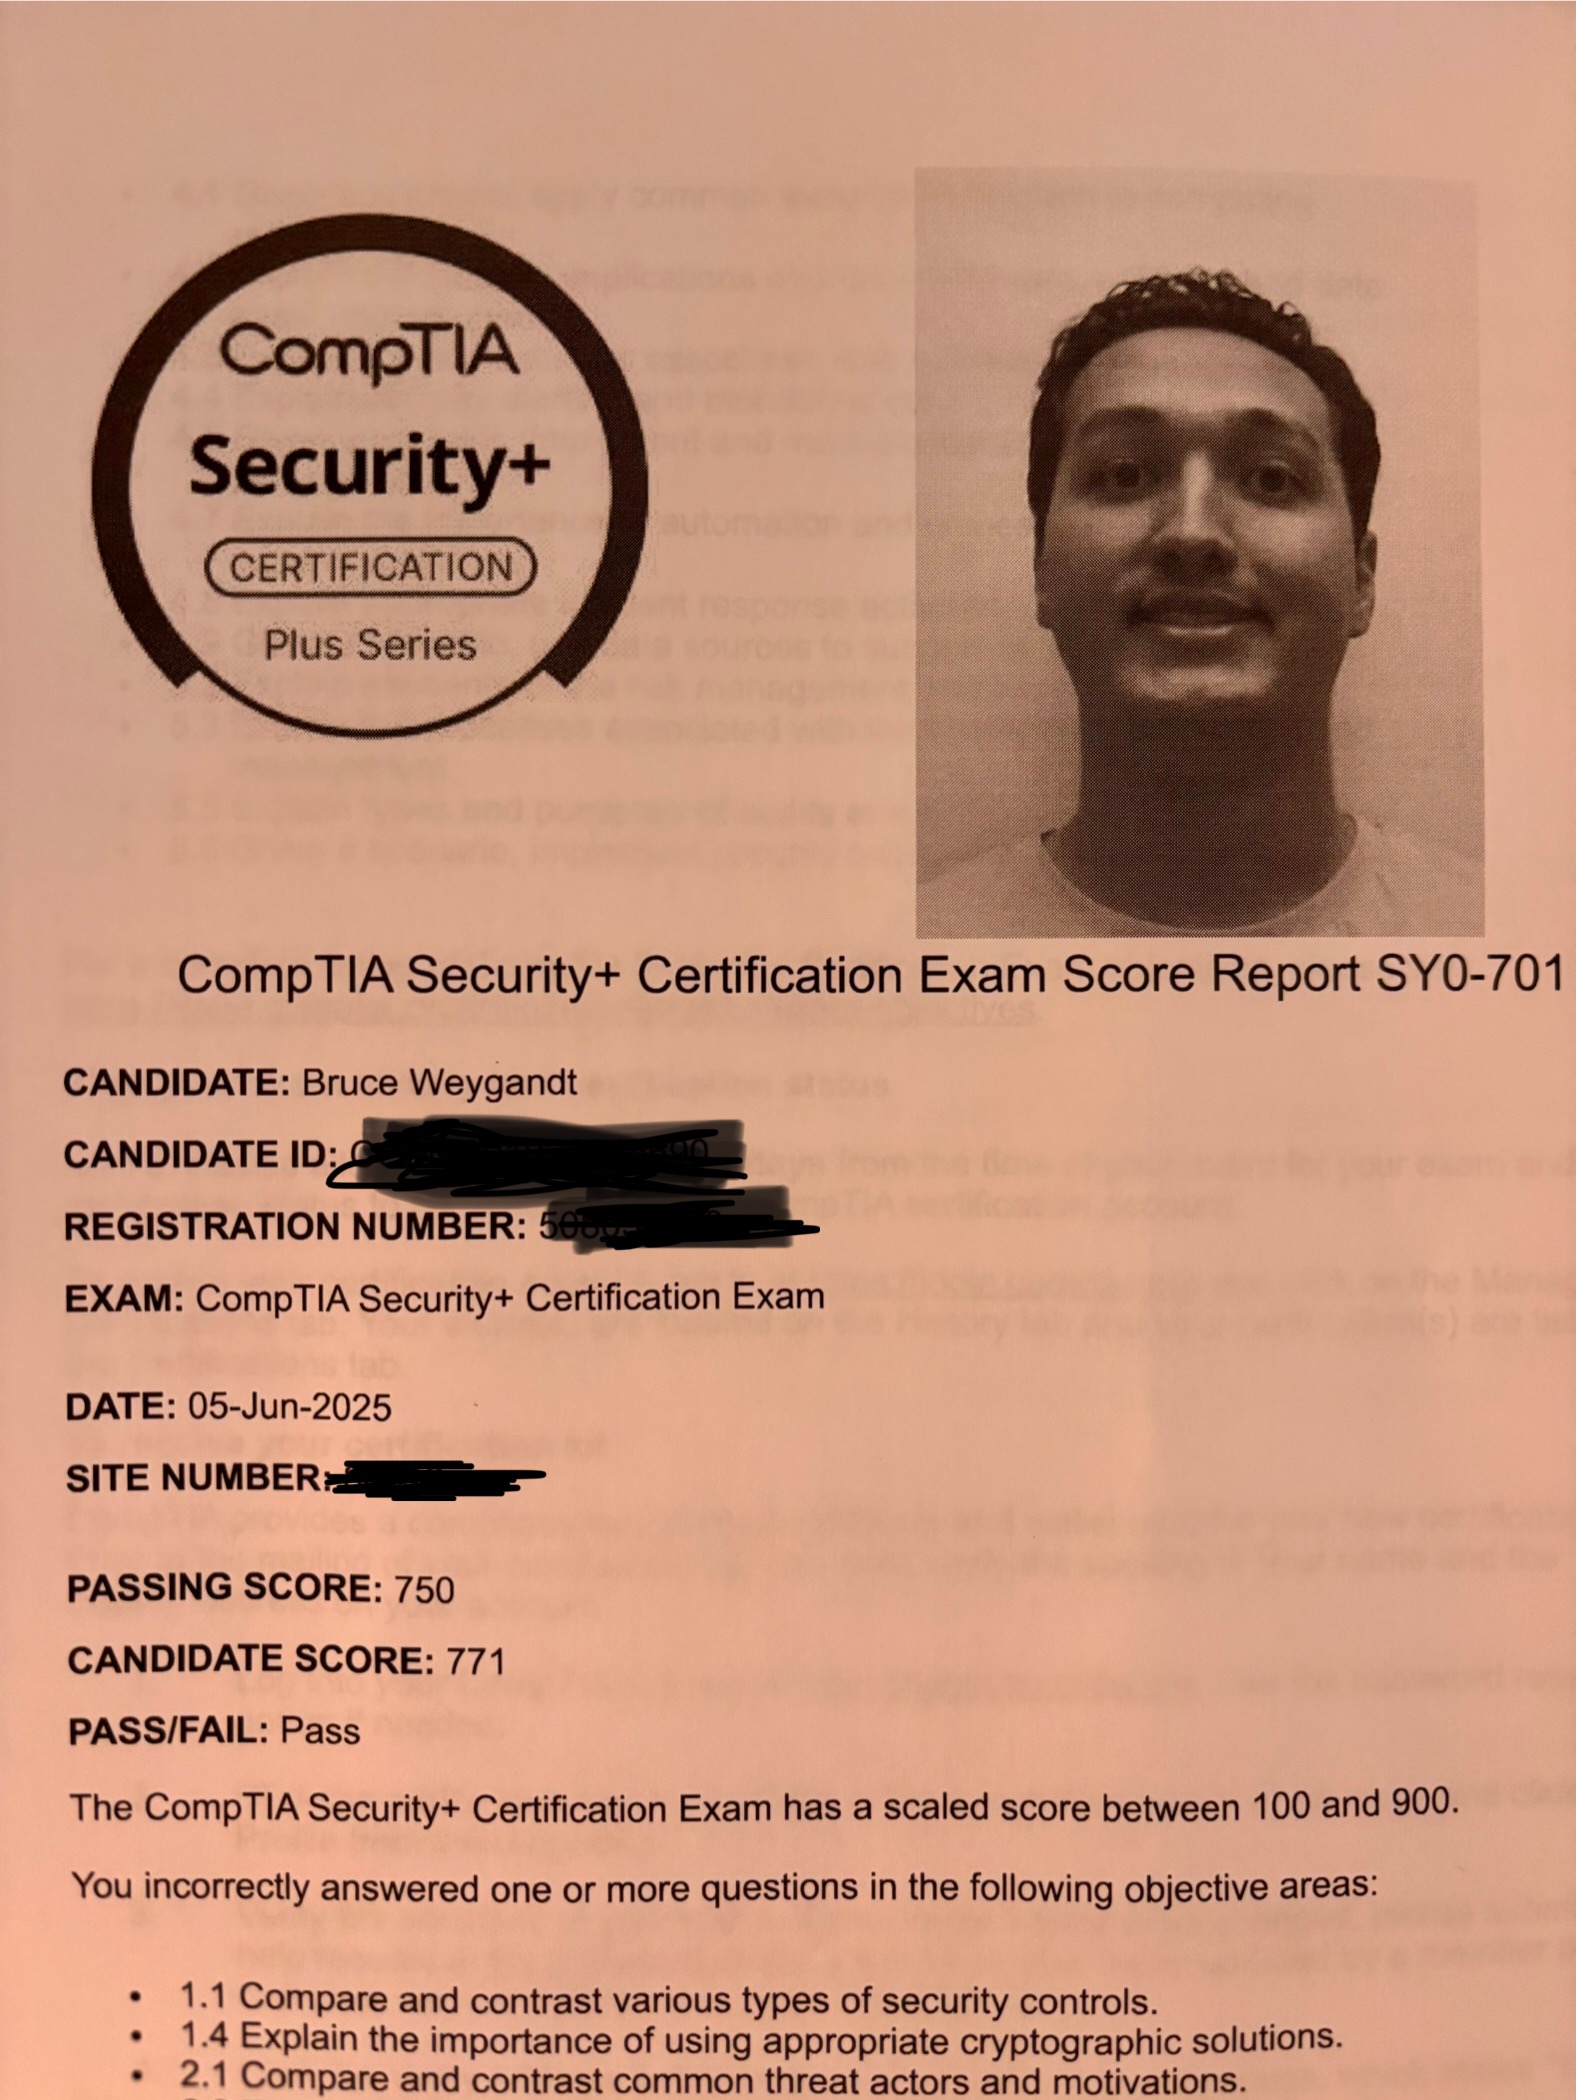 CompTIA
Security+
CERTIFICATION
Plus Series
CompTIA Security+ Certification Exam Score Report SY0-701
CANDIDATE: Bruce Weygandt
CANDIDATE ID:
REGISTRATION NUMBER:
EXAM: CompTIA Security+ Certification Exam
DATE: 05-Jun-2025
SITE NUMBER:
PASSING SCORE: 750
CANDIDATE SCORE: 771
PASS/FAIL: Pass
The CompTIA Security+ Certification Exam has a scaled score between 100 and 900.
You incorrectly answered one or more questions in the following objective areas:
• 1.1 Compare and contrast various types of security controls.
• 1.4 Explain the importance of using appropriate cryptographic solutions.
• 2.1 Compare and contrast common threat actors and motivations.